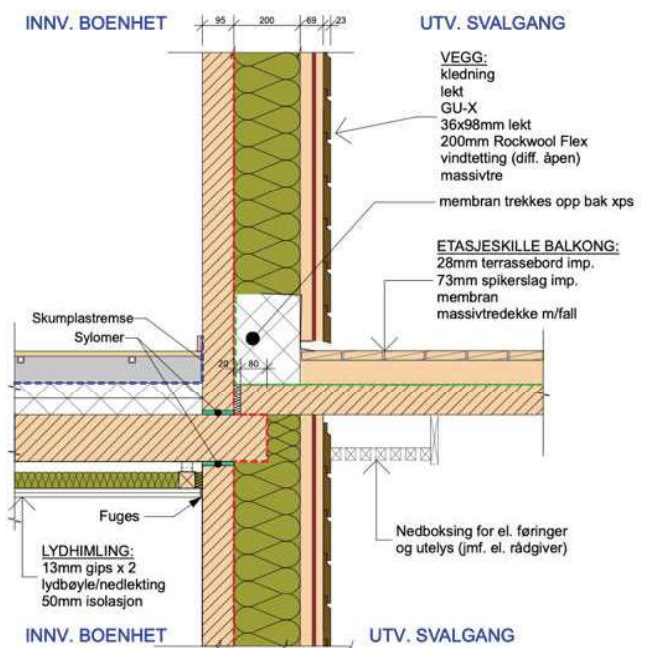 INNV. BOENHET
95 200 69 23
UTV. SVALGANG
VEGG:
kledning
lekt
GU-X
36x98mm lekt
200mm Rockwool Flex
vindtetting (diff. åpen)
massivtre
membran trekkes opp bak xps
ETASJESKILLE BALKONG:
28mm terrassebord imp.
73mm spikerslag imp.
membran
massivtredekke m/fall
Skumplastremse
Sylomer
20 80
Fuges
LYDHIMLING:
13mm gips x 2
lydbøyle/nedlekting
50mm isolasjon
Nedboksing for el. føringer
og utelys (jmf. el. rådgiver)
INNV. BOENHET
UTV. SVALGANG